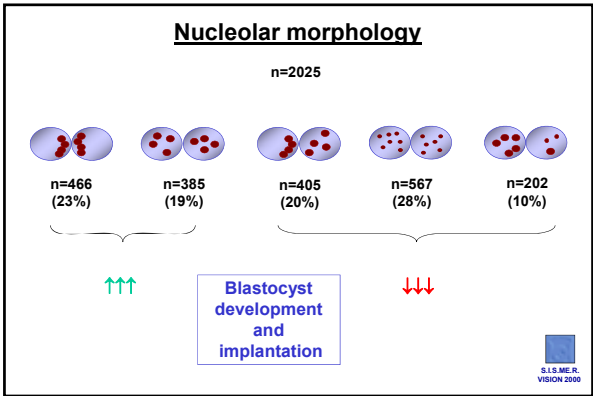 Nucleolar morphology
n=2025
n=466 n=385 n=405 n=567 n=202
(23%) (19%) (20%) (28%) (10%)
↑↑↑ ↓↓↓
Blastocyst
development
and
implantation
S.I.S.ME.R.
VISION 2000